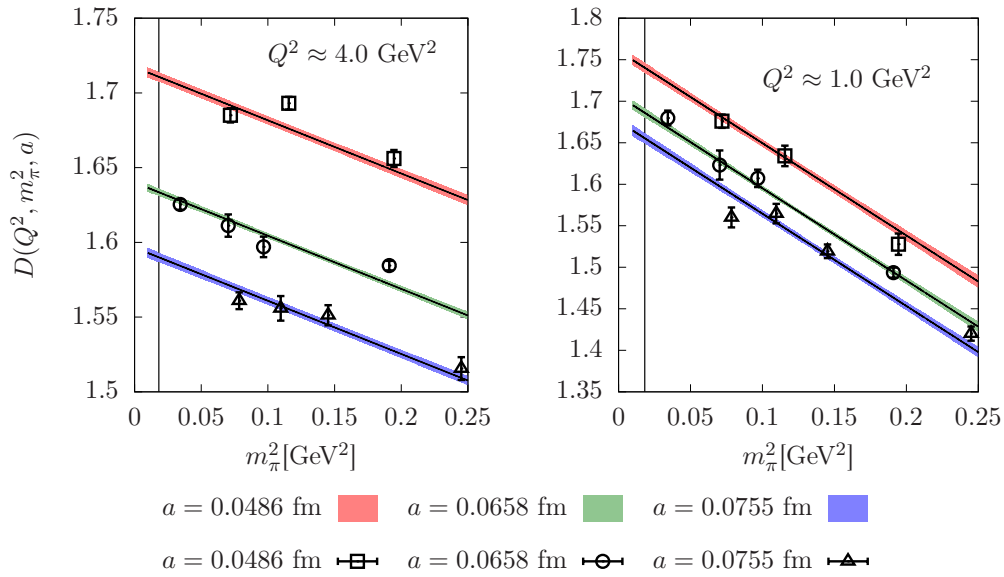 1.75
1.7
1.65
1.6
1.55
1.5
0 0.05 0.1 0.15 0.2 0.25
D(Q², m²_π, a)
m²_π[GeV²]
Q² ≈ 4.0 GeV²
1.8
1.75
1.7
1.65
1.6
1.55
1.5
1.45
1.4
1.35
0 0.05 0.1 0.15 0.2 0.25
m²_π[GeV²]
Q² ≈ 1.0 GeV²
a = 0.0486 fm a = 0.0658 fm a = 0.0755 fm
a = 0.0486 fm a = 0.0658 fm a = 0.0755 fm